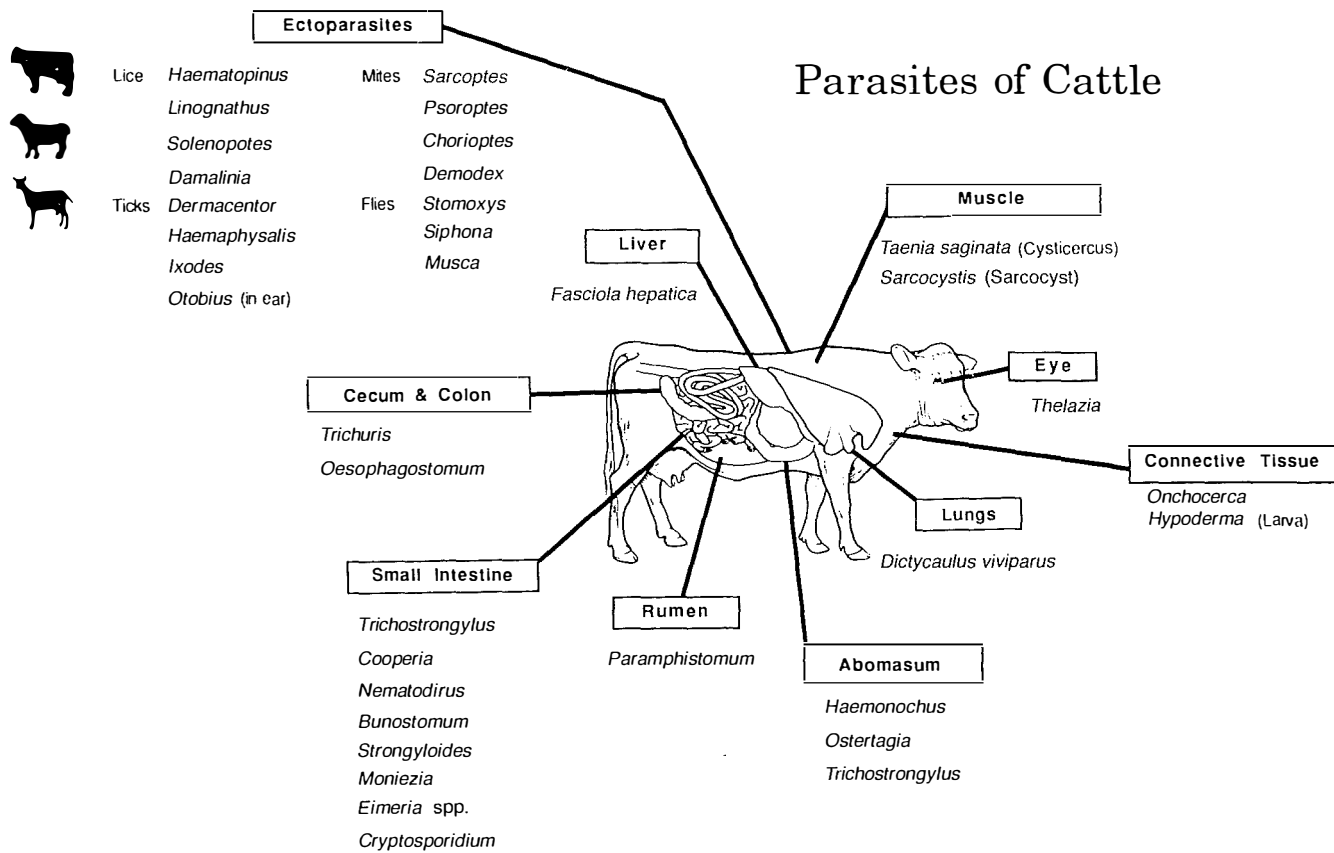 Ectoparasites
Parasites of Cattle
Lice Haematopinus
Linognathus
Solenopotes
Damalinia
Ticks Dermacentor
Haemaphysalis
Ixodes
Otobius (in ear)
Mites Sarcoptes
Psoroptes
Chorioptes
Demodex
Flies Stomoxys
Siphona
Musca
Muscle
Taenia saginata (Cysticercus)
Sarcocystis (Sarcocyst)
Liver
Fasciola hepatica
Eye
Thelazia
Cecum & Colon
Trichuris
Oesophagostomum
Connective Tissue
Onchocerca
Hypoderma (Larva)
Lungs
Dictycaulus viviparus
Small Intestine
Trichostrongylus
Cooperia
Nematodirus
Bunostomum
Strongyloides
Moniezia
Eimeria spp.
Cryptosporidium
Rumen
Paramphistomum
Abomasum
Haemonochus
Ostertagia
Trichostrongylus